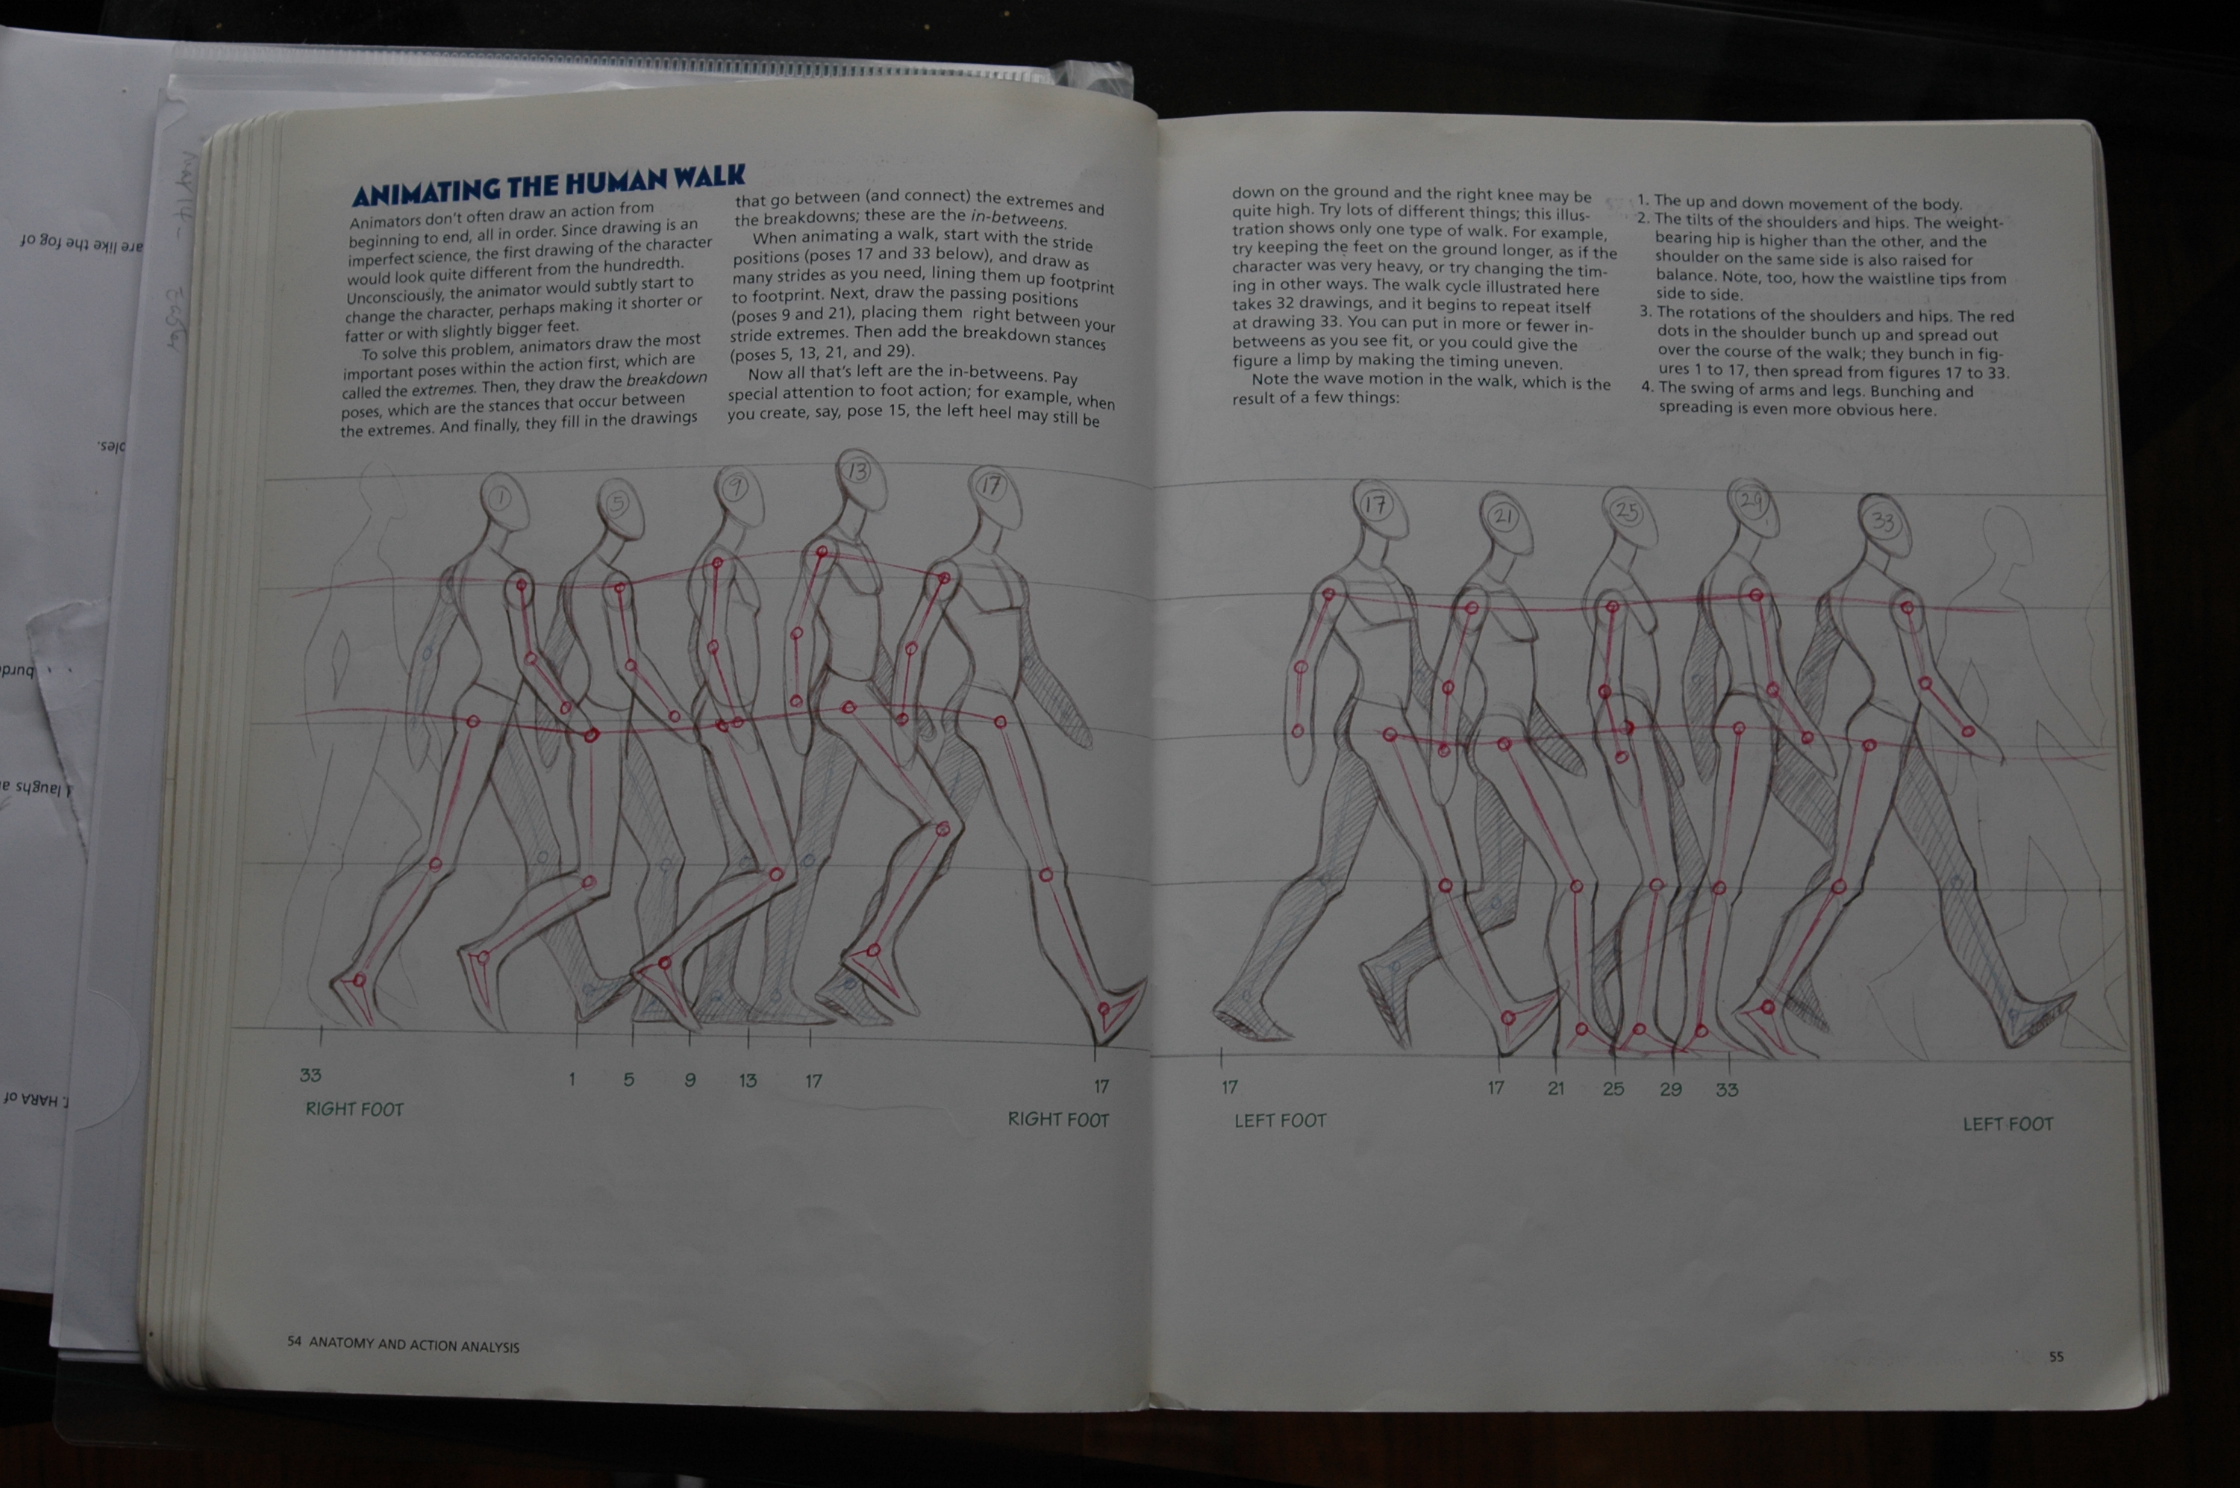 ANIMATING THE HUMAN WALK
Animators don't often draw an action from
beginning to end, all in order. Since drawing is an
imperfect science, the first drawing of the character
would look quite different from the hundredth.
Unconsciously, the animator would subtly start to
change the character, perhaps making it shorter or
fatter or with slightly bigger feet.
To solve this problem, animators draw the most
important poses within the action first, which are
called the extremes. Then, they draw the breakdown
poses, which are the stances that occur between
the extremes. And finally, they fill in the drawings
that go between (and connect) the extremes and
the breakdowns; these are the in-betweens.
When animating a walk, start with the stride
positions (poses 17 and 33 below), and draw as
many strides as you need, lining them up footprint
to footprint. Next, draw the passing positions
(poses 9 and 21), placing them right between your
stride extremes. Then add the breakdown stances
(poses 5, 13, 21, and 29).
Now all that's left are the in-betweens. Pay
special attention to foot action; for example, when
you create, say, pose 15, the left heel may still be
1
5
9
13
17
33
1
5
9
13
17
17
RIGHT FOOT
RIGHT FOOT
54 ANATOMY AND ACTION ANALYSIS
down on the ground and the right knee may be
quite high. Try lots of different things; this illus-
tration shows only one type of walk. For example,
try keeping the feet on the ground longer, as if the
character was very heavy, or try changing the tim-
ing in other ways. The walk cycle illustrated here
takes 32 drawings, and it begins to repeat itself
at drawing 33. You can put in more or fewer in-
betweens as you see fit, or you could give the
figure a limp by making the timing uneven.
Note the wave motion in the walk, which is the
result of a few things:
1. The up and down movement of the body.
2. The tilts of the shoulders and hips. The weight-
bearing hip is higher than the other, and the
shoulder on the same side is also raised for
balance. Note, too, how the waistline tips from
side to side.
3. The rotations of the shoulders and hips. The red
dots in the shoulder bunch up and spread out
over the course of the walk; they bunch in fig-
ures 1 to 17, then spread from figures 17 to 33.
4. The swing of arms and legs. Bunching and
spreading is even more obvious here.
17
21
25
29
33
17
17
21
25
29
33
LEFT FOOT
LEFT FOOT
55
are like the fog of
ples.
laughs a
T. HARA of